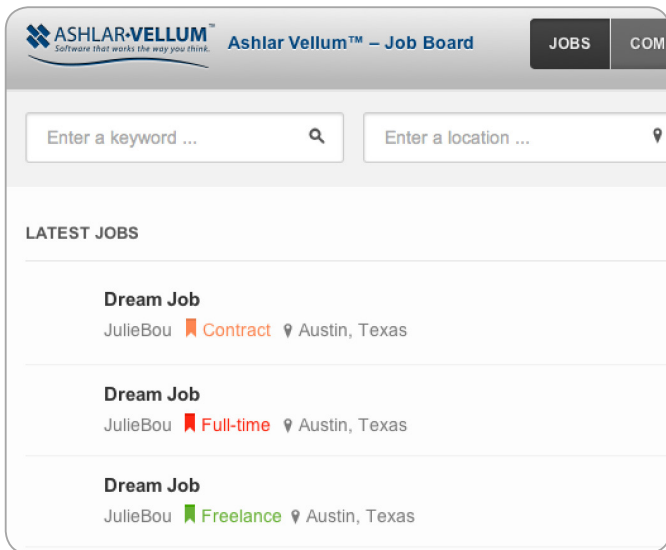 ASHLAR-VELLUM™
Software that works the way you think.
Ashlar Vellum™ – Job Board
JOBS
COM
Enter a keyword ...
Enter a location ...
LATEST JOBS
Dream Job
JulieBou Contract Austin, Texas
Dream Job
JulieBou Full-time Austin, Texas
Dream Job
JulieBou Freelance Austin, Texas